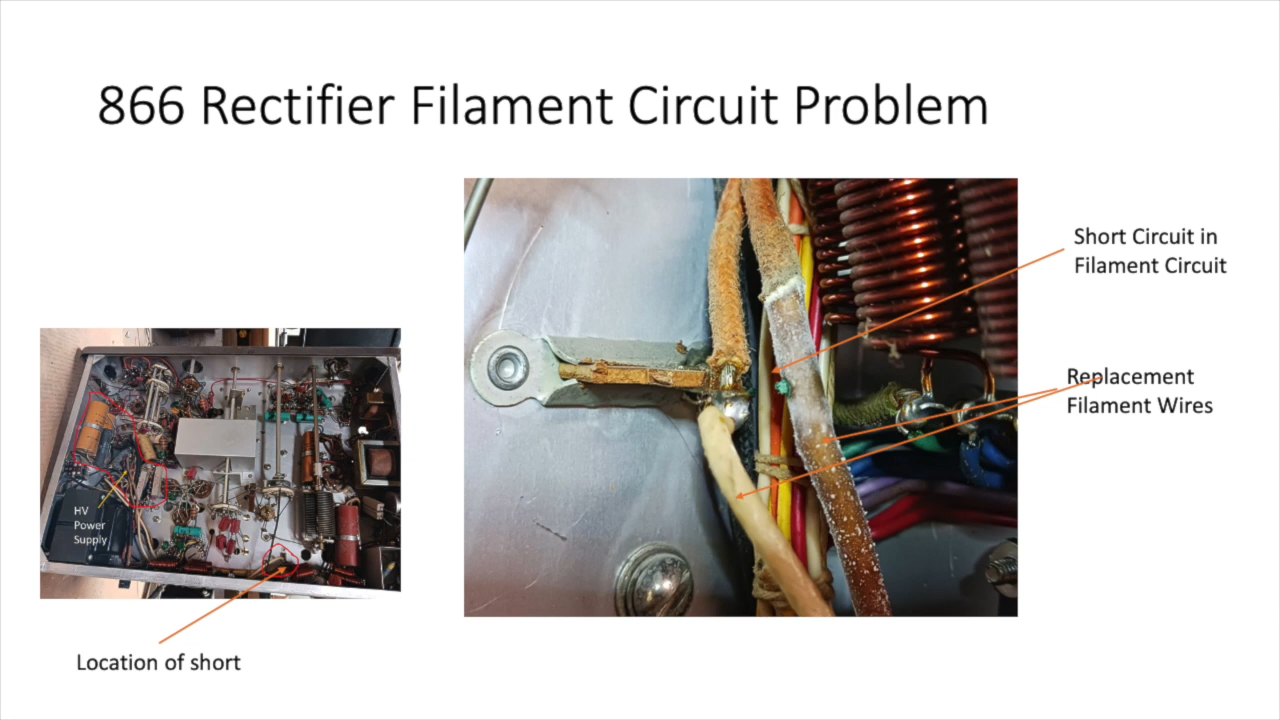 866 Rectifier Filament Circuit Problem
Short Circuit in
Filament Circuit
Replacement
Filament Wires
HV
Power
Supply
Location of short